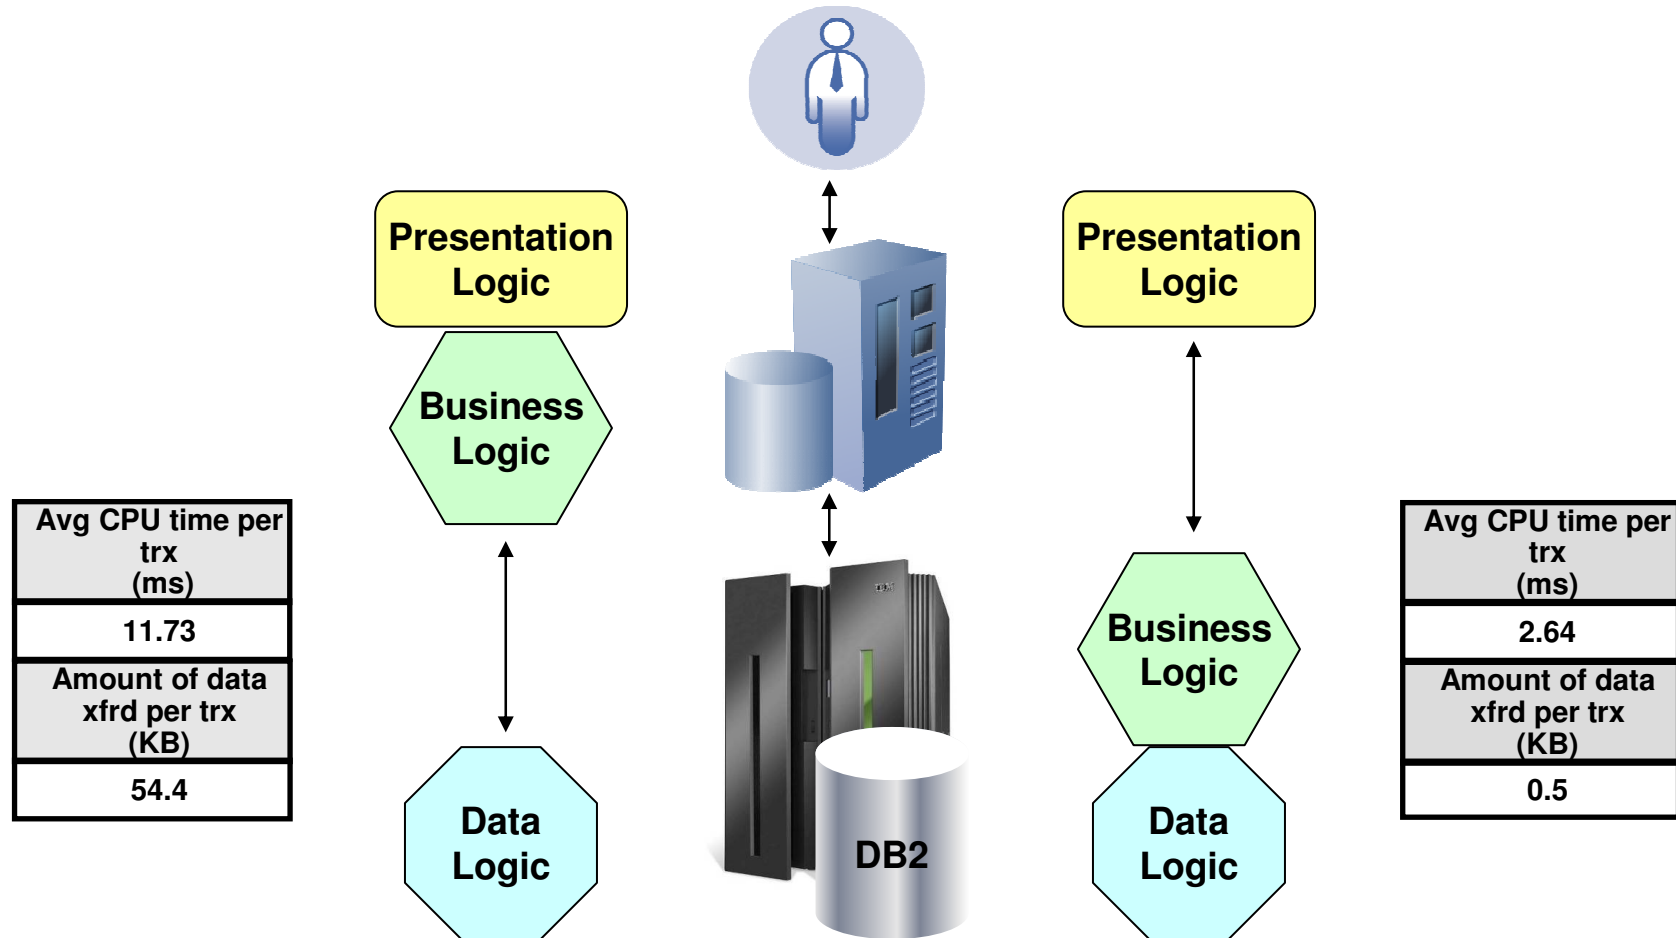 Presentation
Logic
Business
Logic
Avg CPU time per
trx
(ms)
11.73
Amount of data
xfrd per trx
(KB)
54.4
Data
Logic
DB2
Presentation
Logic
Business
Logic
Data
Logic
Avg CPU time per
trx
(ms)
2.64
Amount of data
xfrd per trx
(KB)
0.5